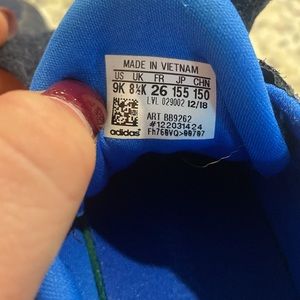 MADE IN VIETNAM
US UK FR JP CHN
9K 8½K 26 155 150
LVL 029002 12/18
ART BB9262
#122031424
adidas Fh760VQ>00707